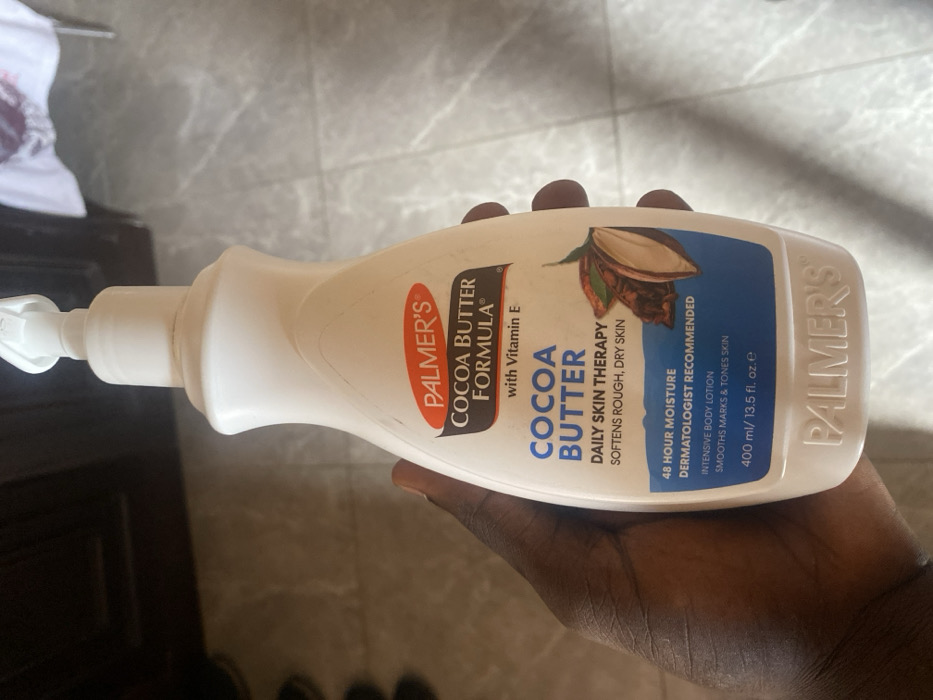 PALMER'S®
COCOA BUTTER
FORMULA®
with Vitamin E
COCOA
BUTTER
DAILY SKIN THERAPY
SOFTENS ROUGH, DRY SKIN
48 HOUR MOISTURE
DERMATOLOGIST RECOMMENDED
INTENSIVE BODY LOTION
SMOOTHS MARKS & TONES SKIN
400 ml/ 13.5 fl. oz. ℮
PALMER'S